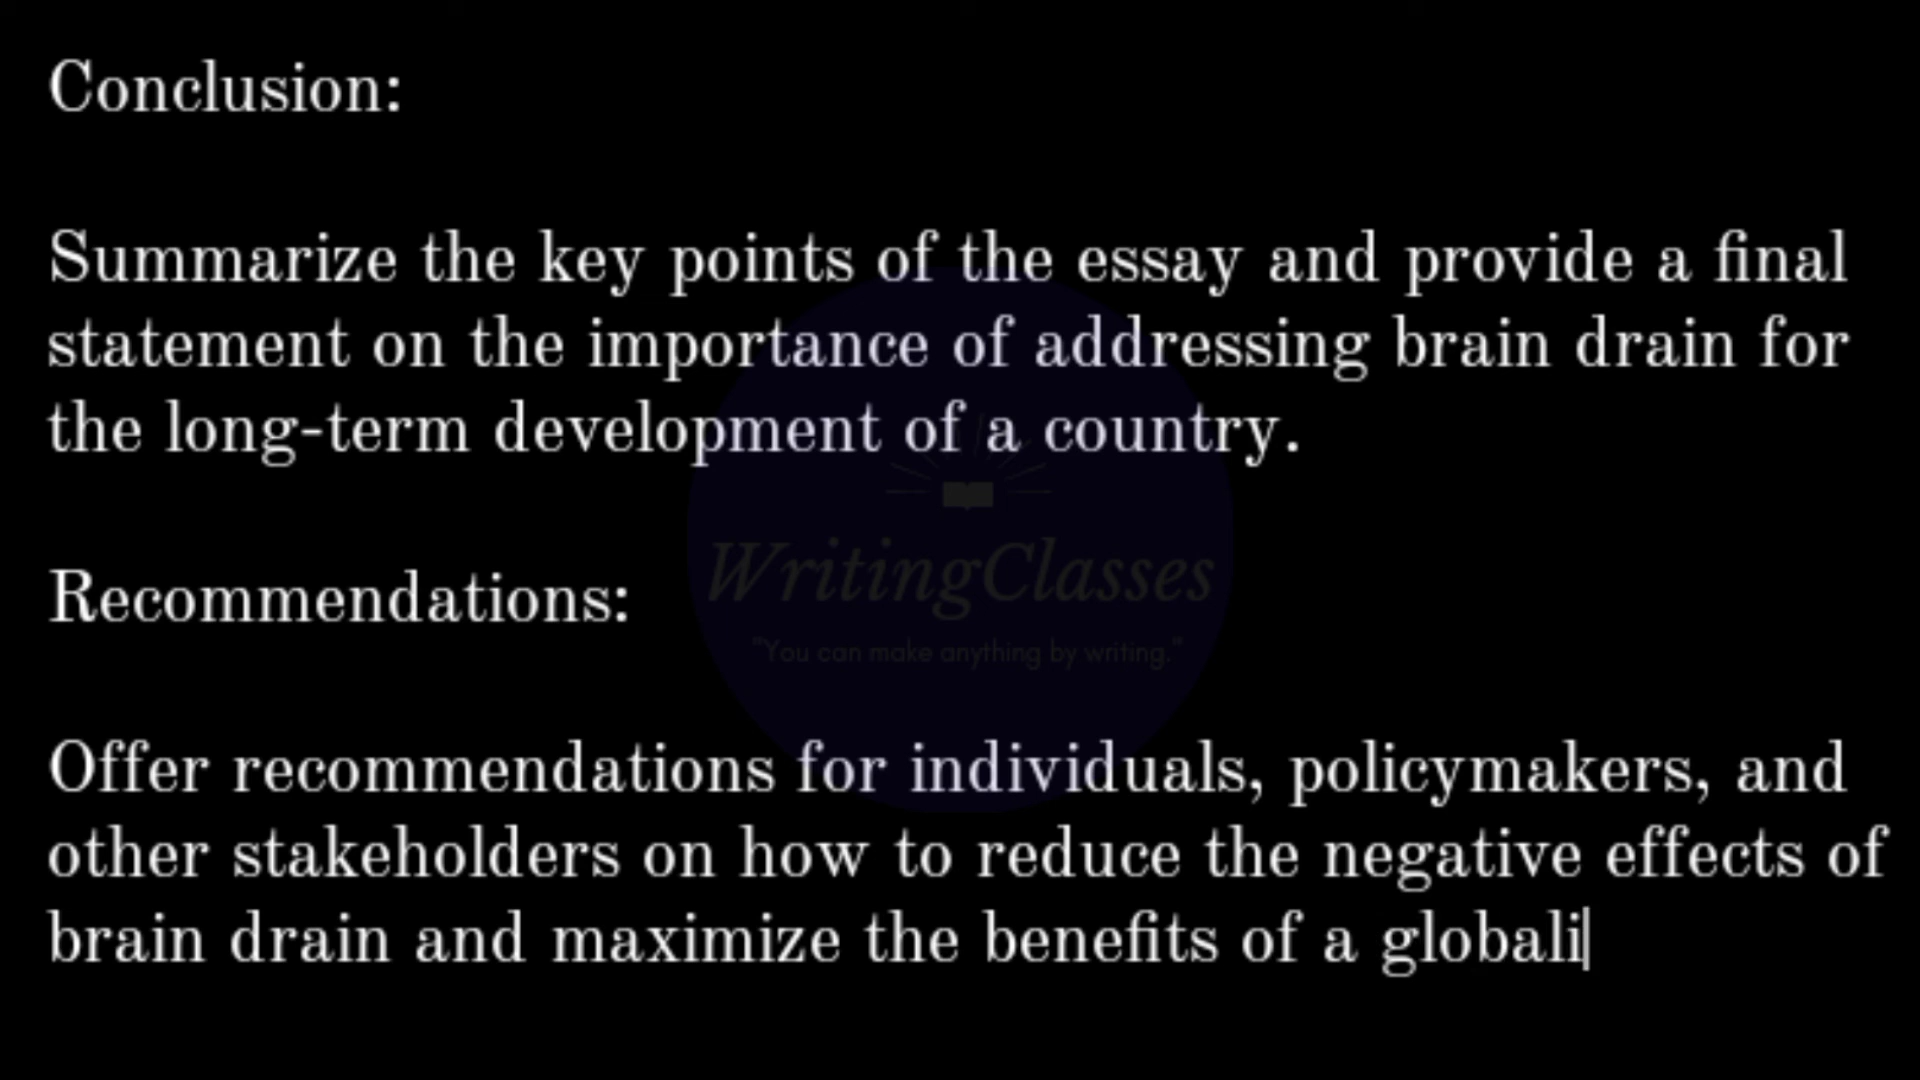 Conclusion:
Summarize the key points of the essay and provide a final
statement on the importance of addressing brain drain for
the long-term development of a country.
WritingClasses
"You can make anything by writing."
Recommendations:
Offer recommendations for individuals, policymakers, and
other stakeholders on how to reduce the negative effects of
brain drain and maximize the benefits of a globali